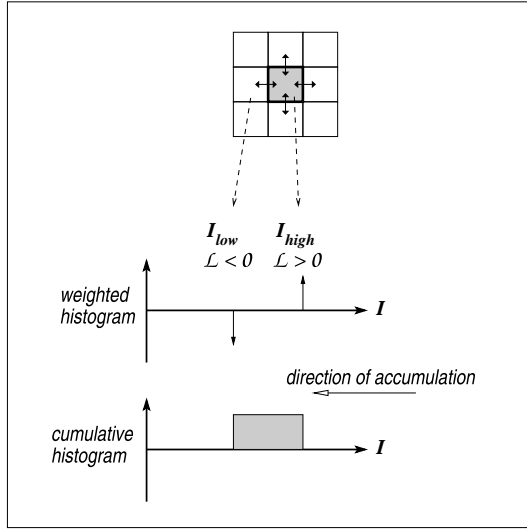 I_low I_high
ℒ < 0 ℒ > 0
weighted
histogram
I
direction of accumulation
cumulative
histogram
I